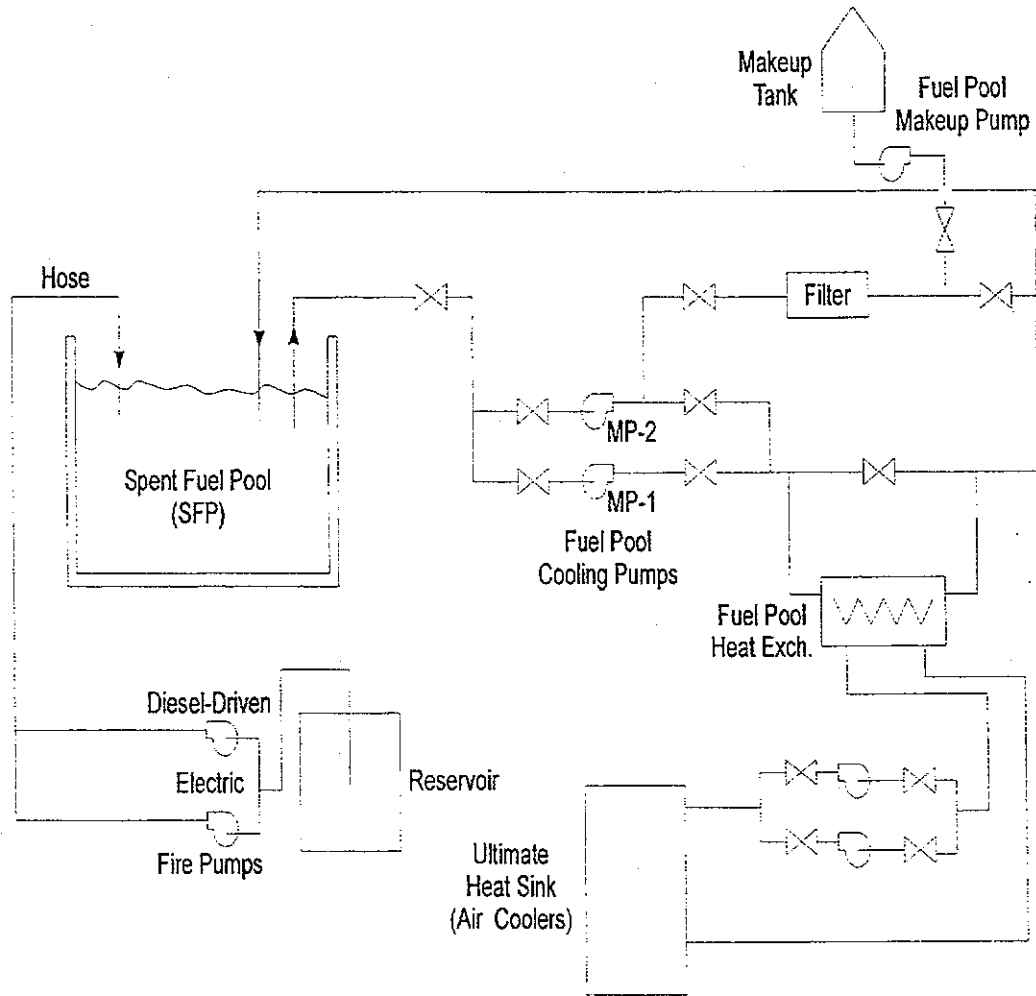 Makeup
Tank
Fuel Pool
Makeup Pump
Hose
Filter
MP-2
Spent Fuel Pool
(SFP)
MP-1
Fuel Pool
Cooling Pumps
Fuel Pool
Heat Exch.
Diesel-Driven
Electric
Reservoir
Fire Pumps
Ultimate
Heat Sink
(Air Coolers)